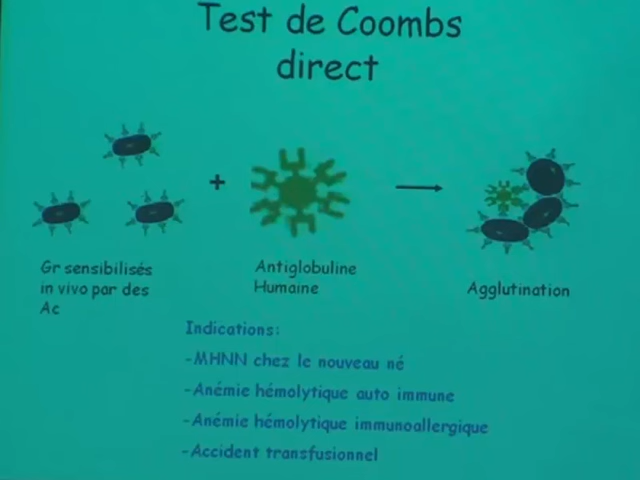 Test de Coombs
direct
+
Gr sensibilisés
in vivo par des
Ac
Antiglobuline
Humaine
Agglutination
Indications:
-MHNN chez le nouveau né
-Anémie hémolytique auto immune
-Anémie hémolytique immunoallergique
-Accident transfusionnel